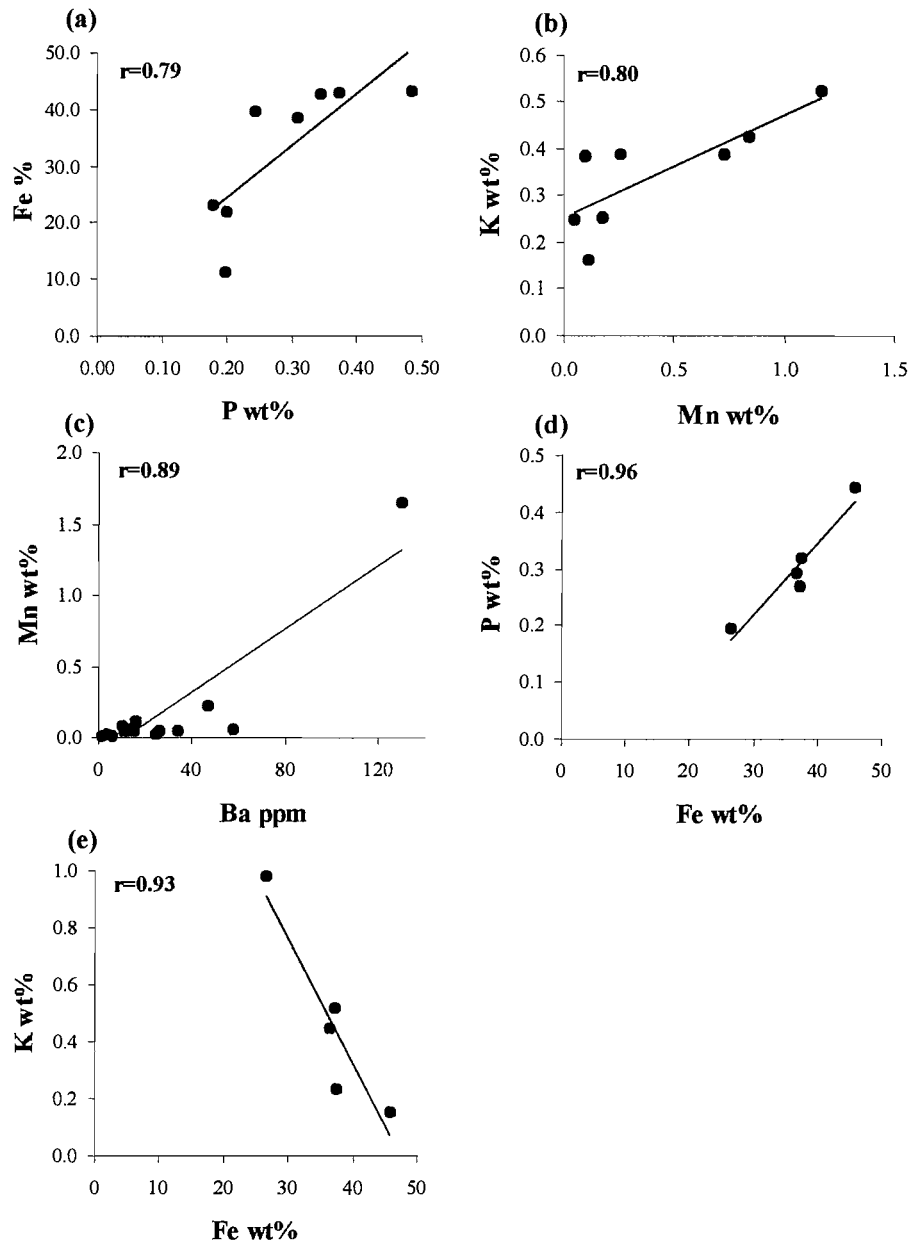 (a)
r=0.79
50.0
40.0
30.0
20.0
10.0
0.0
Fe %
0.00 0.10 0.20 0.30 0.40 0.50
P wt%
(b)
r=0.80
0.6
0.5
0.4
0.3
0.2
0.1
0.0
K wt%
0.0 0.5 1.0 1.5
Mn wt%
(c)
r=0.89
2.0
1.5
1.0
0.5
0.0
Mn wt%
0 40 80 120
Ba ppm
(d)
r=0.96
0.5
0.4
0.3
0.2
0.1
0.0
P wt%
0 10 20 30 40 50
Fe wt%
(e)
r=0.93
1.0
0.8
0.6
0.4
0.2
0.0
K wt%
0 10 20 30 40 50
Fe wt%